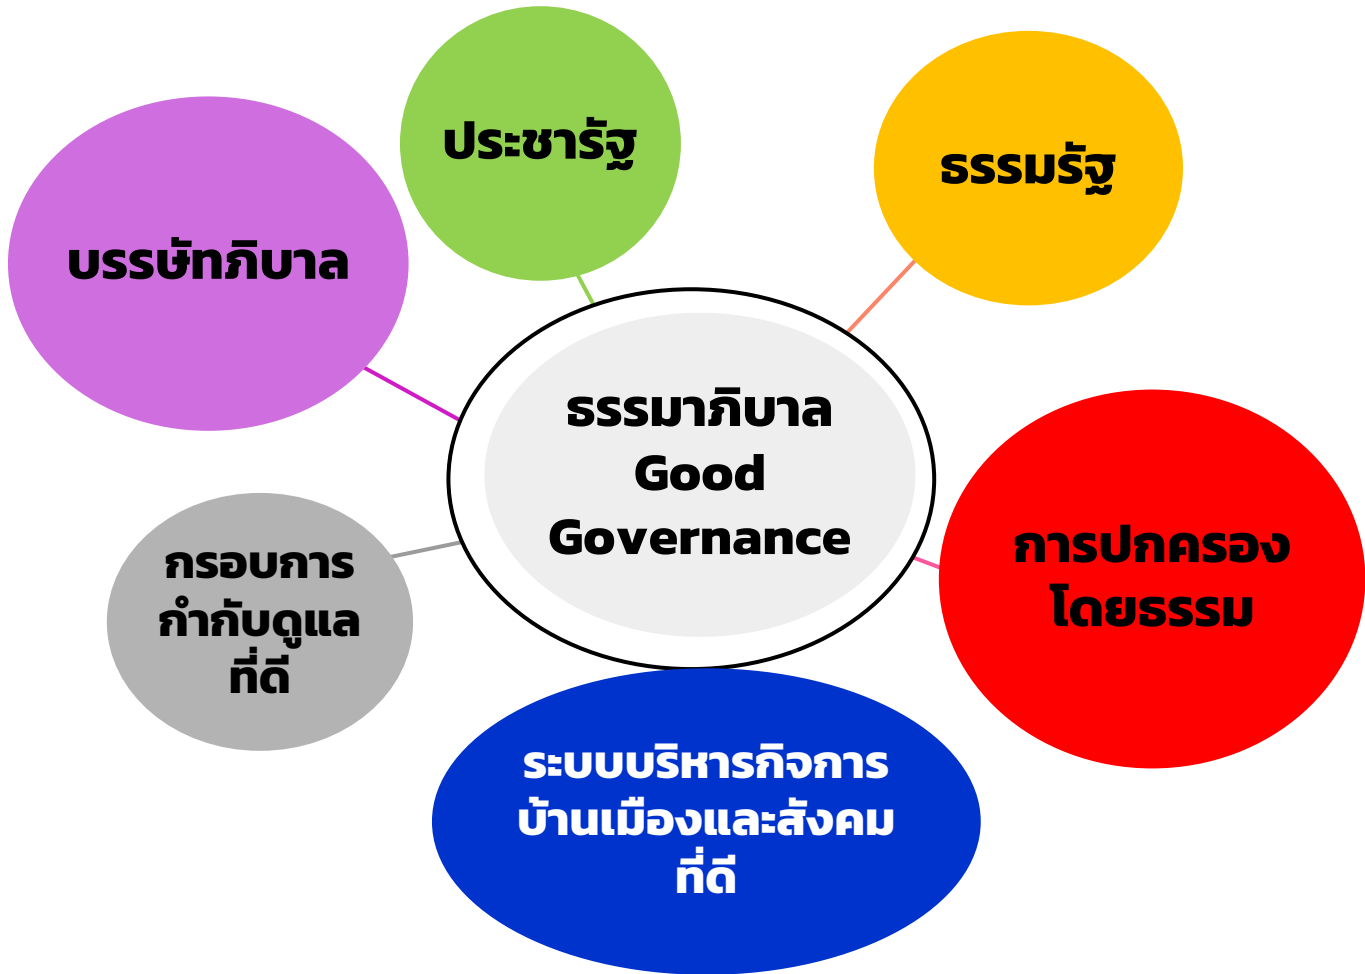 ประชารัฐ
ธรรมรัฐ
บรรษัทภิบาล
ธรรมาภิบาล
Good
Governance
การปกครอง
โดยธรรม
กรอบการ
กำกับดูแล
ที่ดี
ระบบบริหารกิจการ
บ้านเมืองและสังคม
ที่ดี